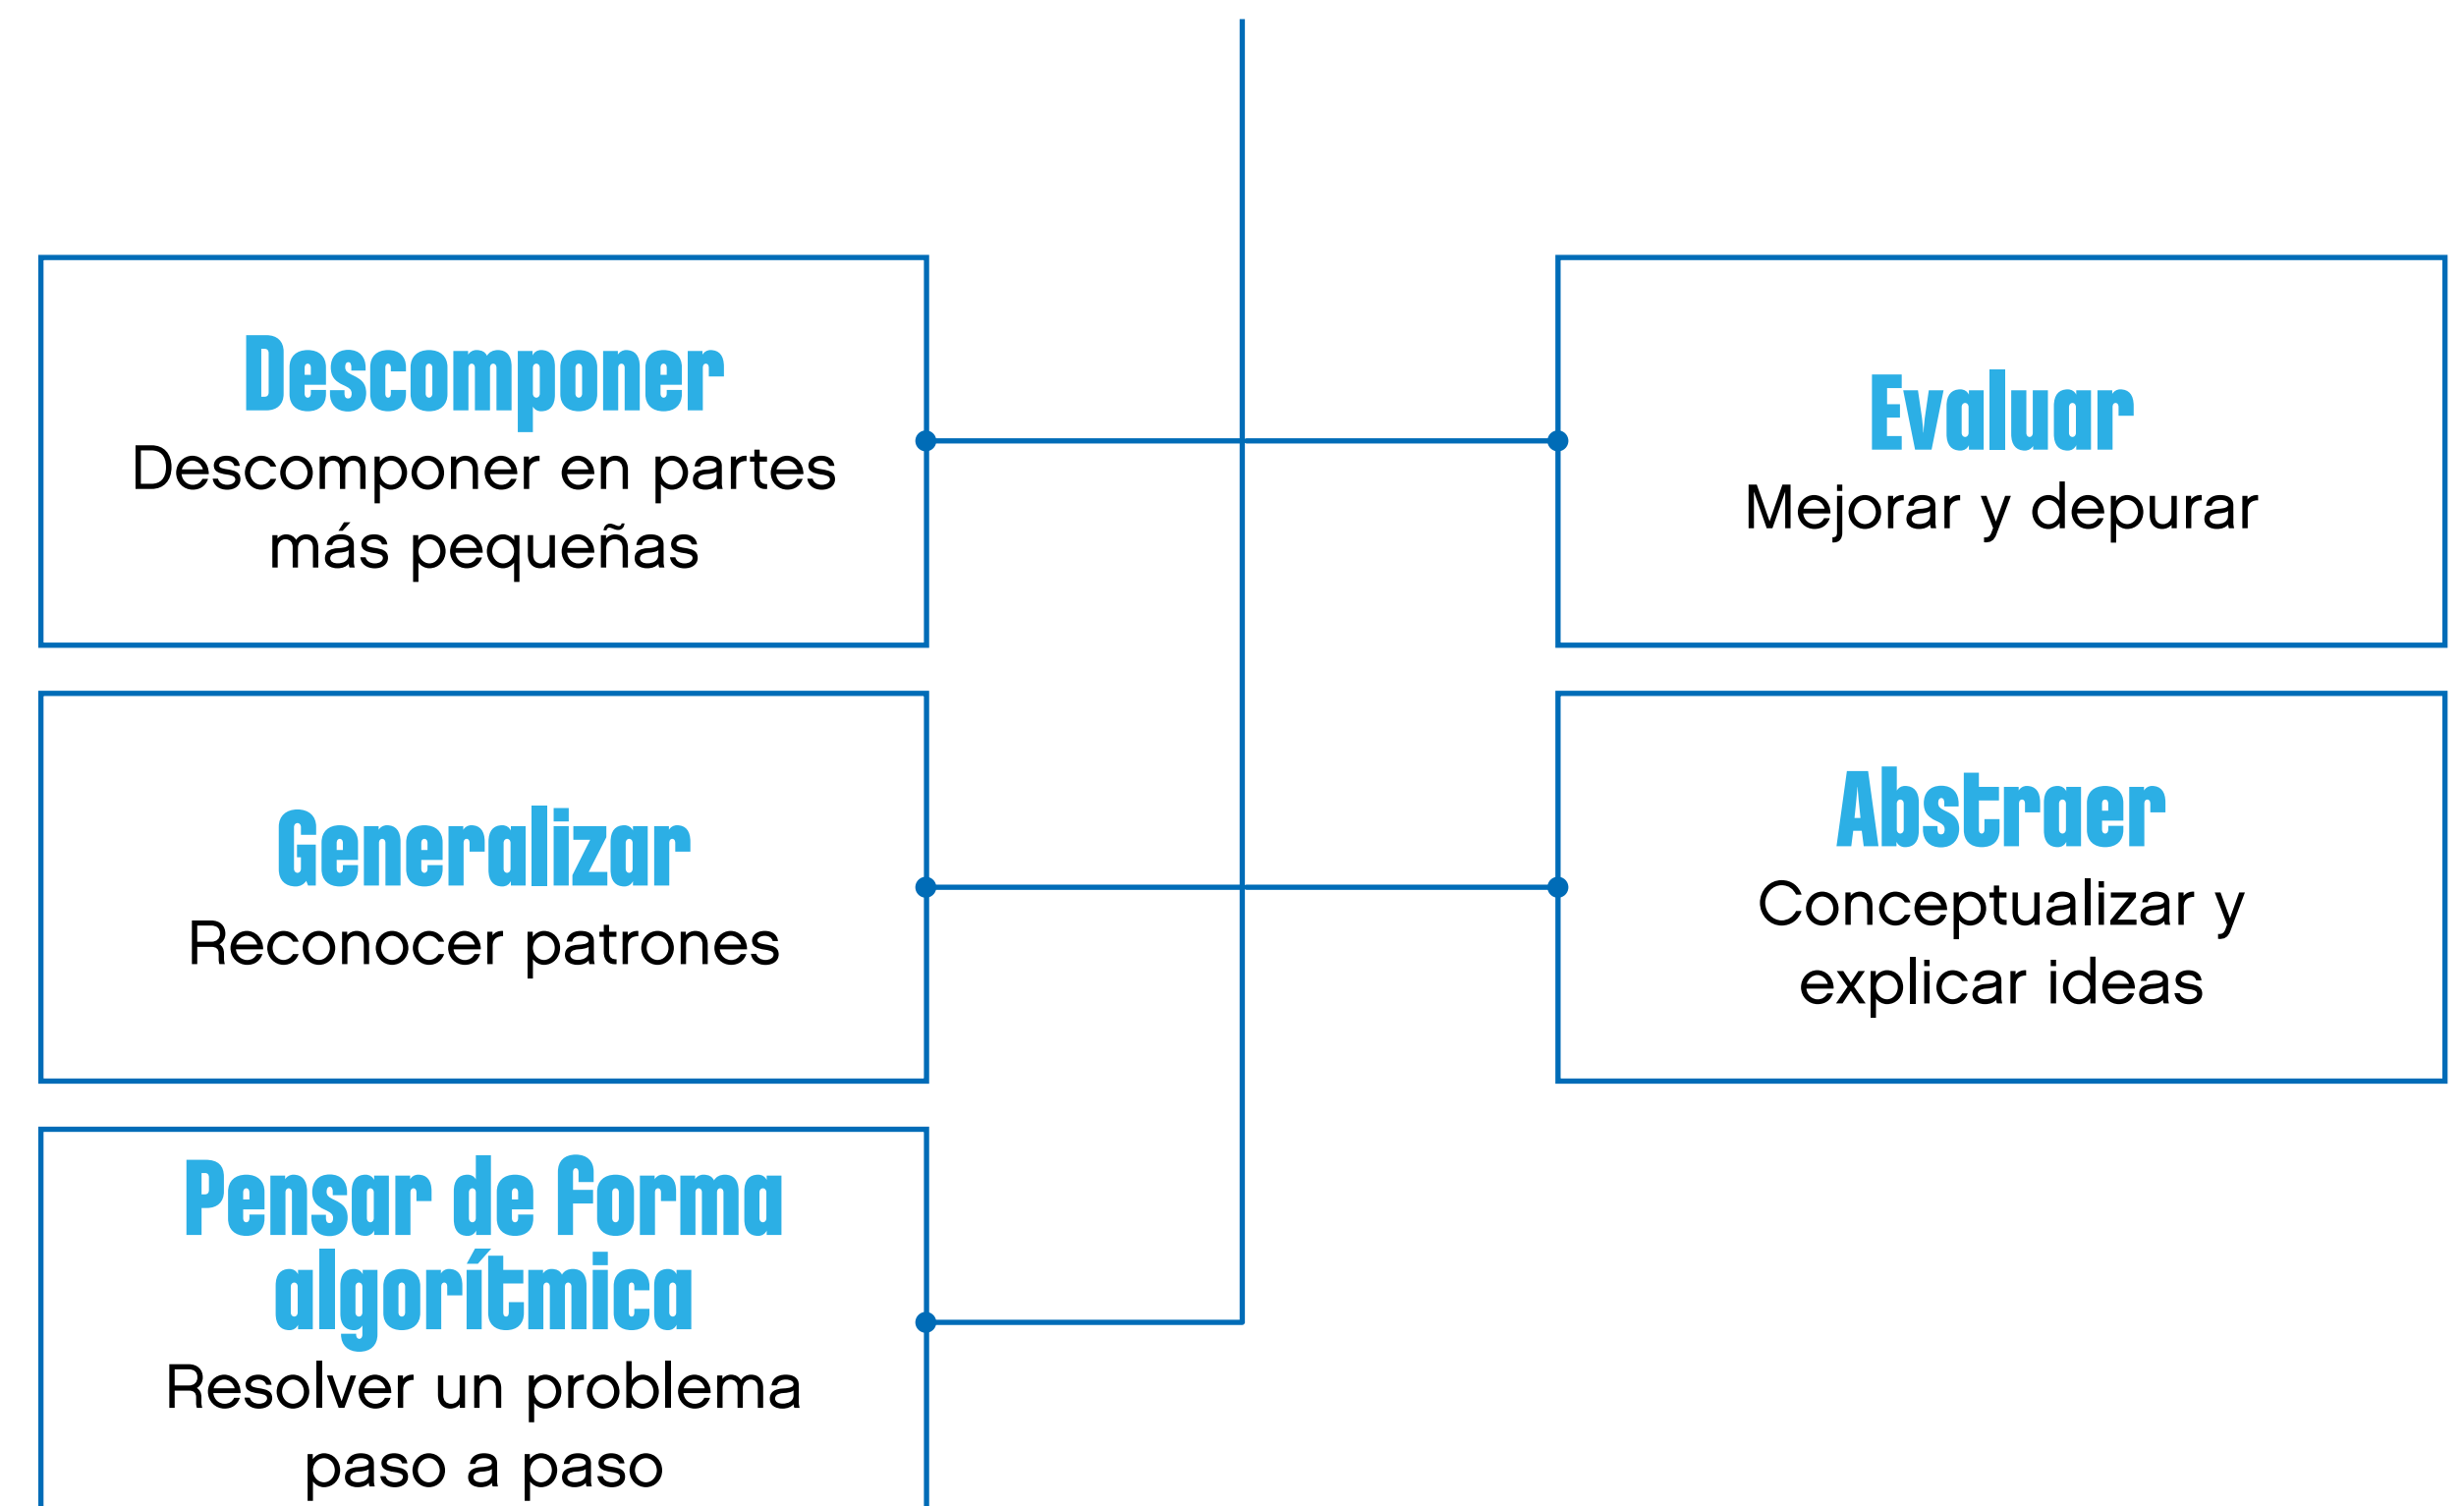 Descomponer
Descomponer en partes
más pequeñas
Evaluar
Mejorar y depurar
Generalizar
Reconocer patrones
Abstraer
Conceptualizar y
explicar ideas
Pensar de forma
algorítmica
Resolver un problema
paso a paso